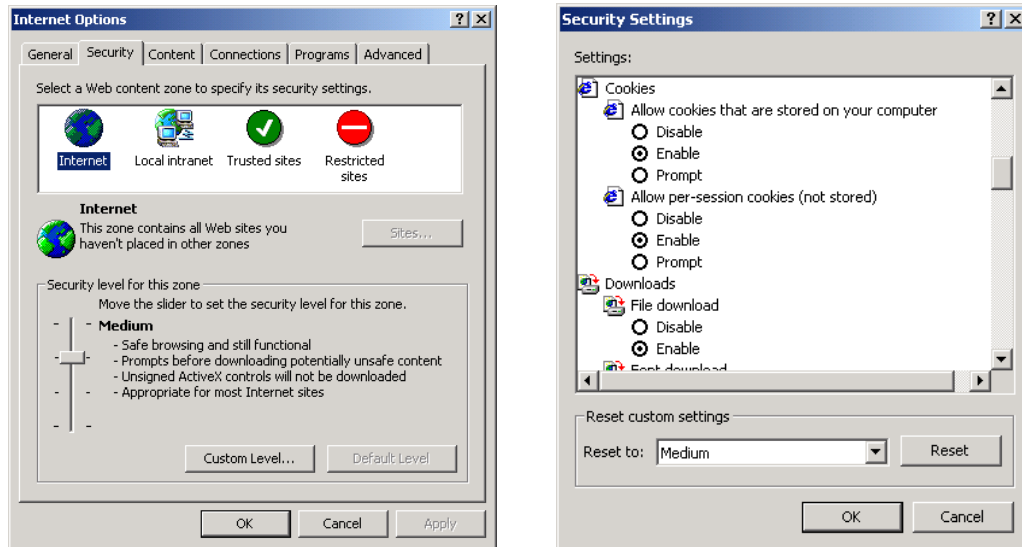 Internet Options
General Security Content Connections Programs Advanced
Select a Web content zone to specify its security settings.
Internet Local intranet Trusted sites Restricted
sites
Internet
This zone contains all Web sites you
haven't placed in other zones
Sites...
Security level for this zone
Move the slider to set the security level for this zone.
Medium
- Safe browsing and still functional
- Prompts before downloading potentially unsafe content
- Unsigned ActiveX controls will not be downloaded
- Appropriate for most Internet sites
Custom Level... Default Level
OK Cancel Apply
Security Settings
Settings:
Cookies
Allow cookies that are stored on your computer
Disable
Enable
Prompt
Allow per-session cookies (not stored)
Disable
Enable
Prompt
Downloads
File download
Disable
Enable
Font download
Reset custom settings
Reset to: Medium Reset
OK Cancel